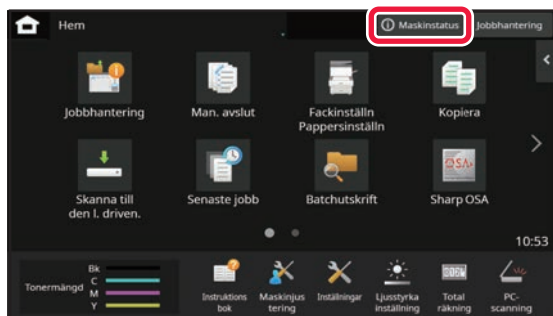 Hem
Maskinstatus
Jobbhantering
Jobbhantering
Man. avslut
Fackinställn
Pappersinställn
Kopiera
Skanna till
den l. driven.
Senaste jobb
Batchutskrift
Sharp OSA
10:53
Tonermängd
Bk
C
M
Y
Instruktions
bok
Maskinjus
tering
Inställningar
Ljusstyrka
inställning
Total
räkning
PC-
scanning